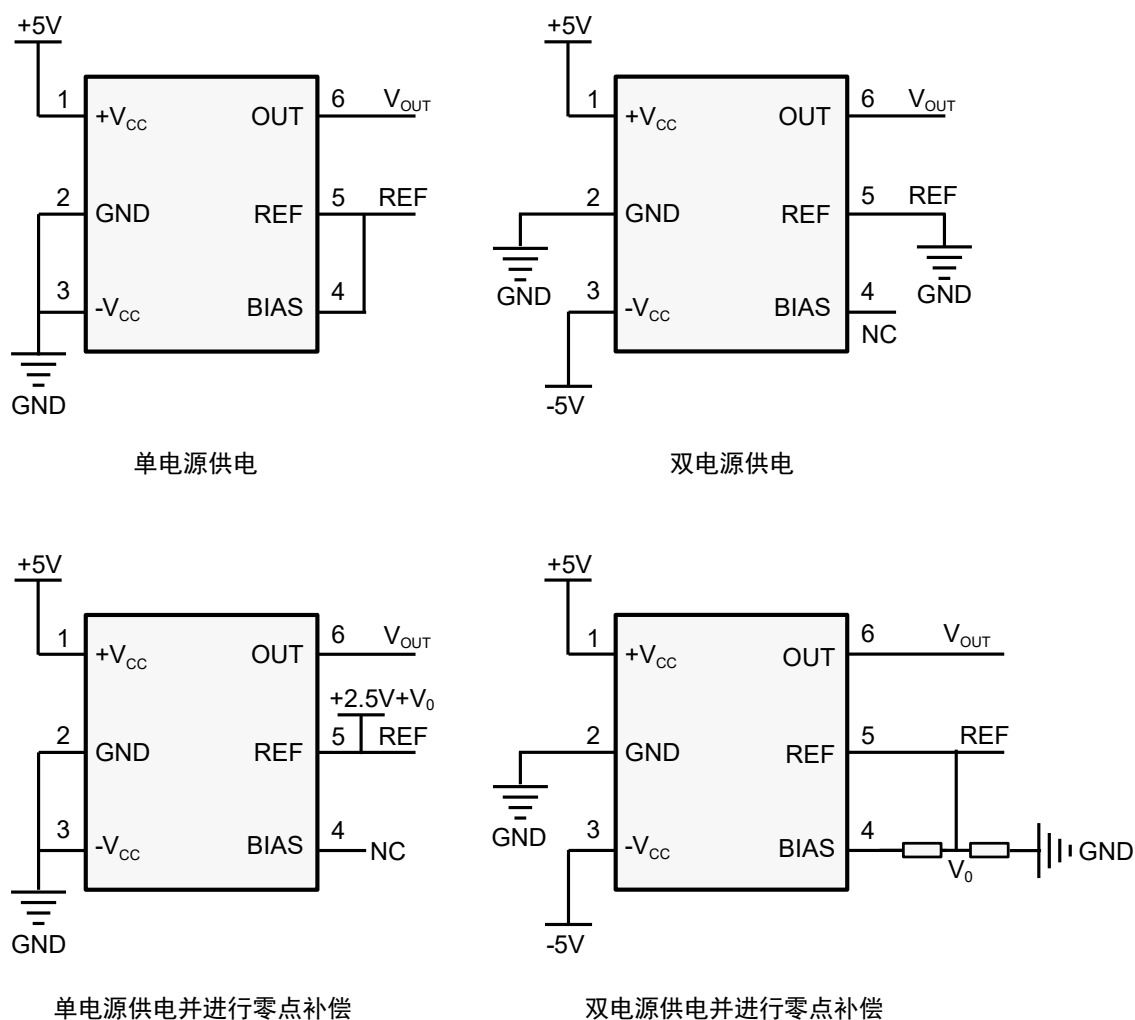 +5V
1
+VCC
OUT
6
VOUT
2
GND
REF
5
REF
3
-VCC
BIAS
4
GND
单电源供电
+5V
1
+VCC
OUT
6
VOUT
2
GND
REF
5
REF
GND
GND
3
-VCC
BIAS
4
NC
-5V
双电源供电
+5V
1
+VCC
OUT
6
VOUT
+2.5V+V0
2
GND
REF
5
REF
3
-VCC
BIAS
4
NC
GND
单电源供电并进行零点补偿
+5V
1
+VCC
OUT
6
VOUT
2
GND
REF
5
REF
GND
3
-VCC
BIAS
4
V0
GND
-5V
双电源供电并进行零点补偿